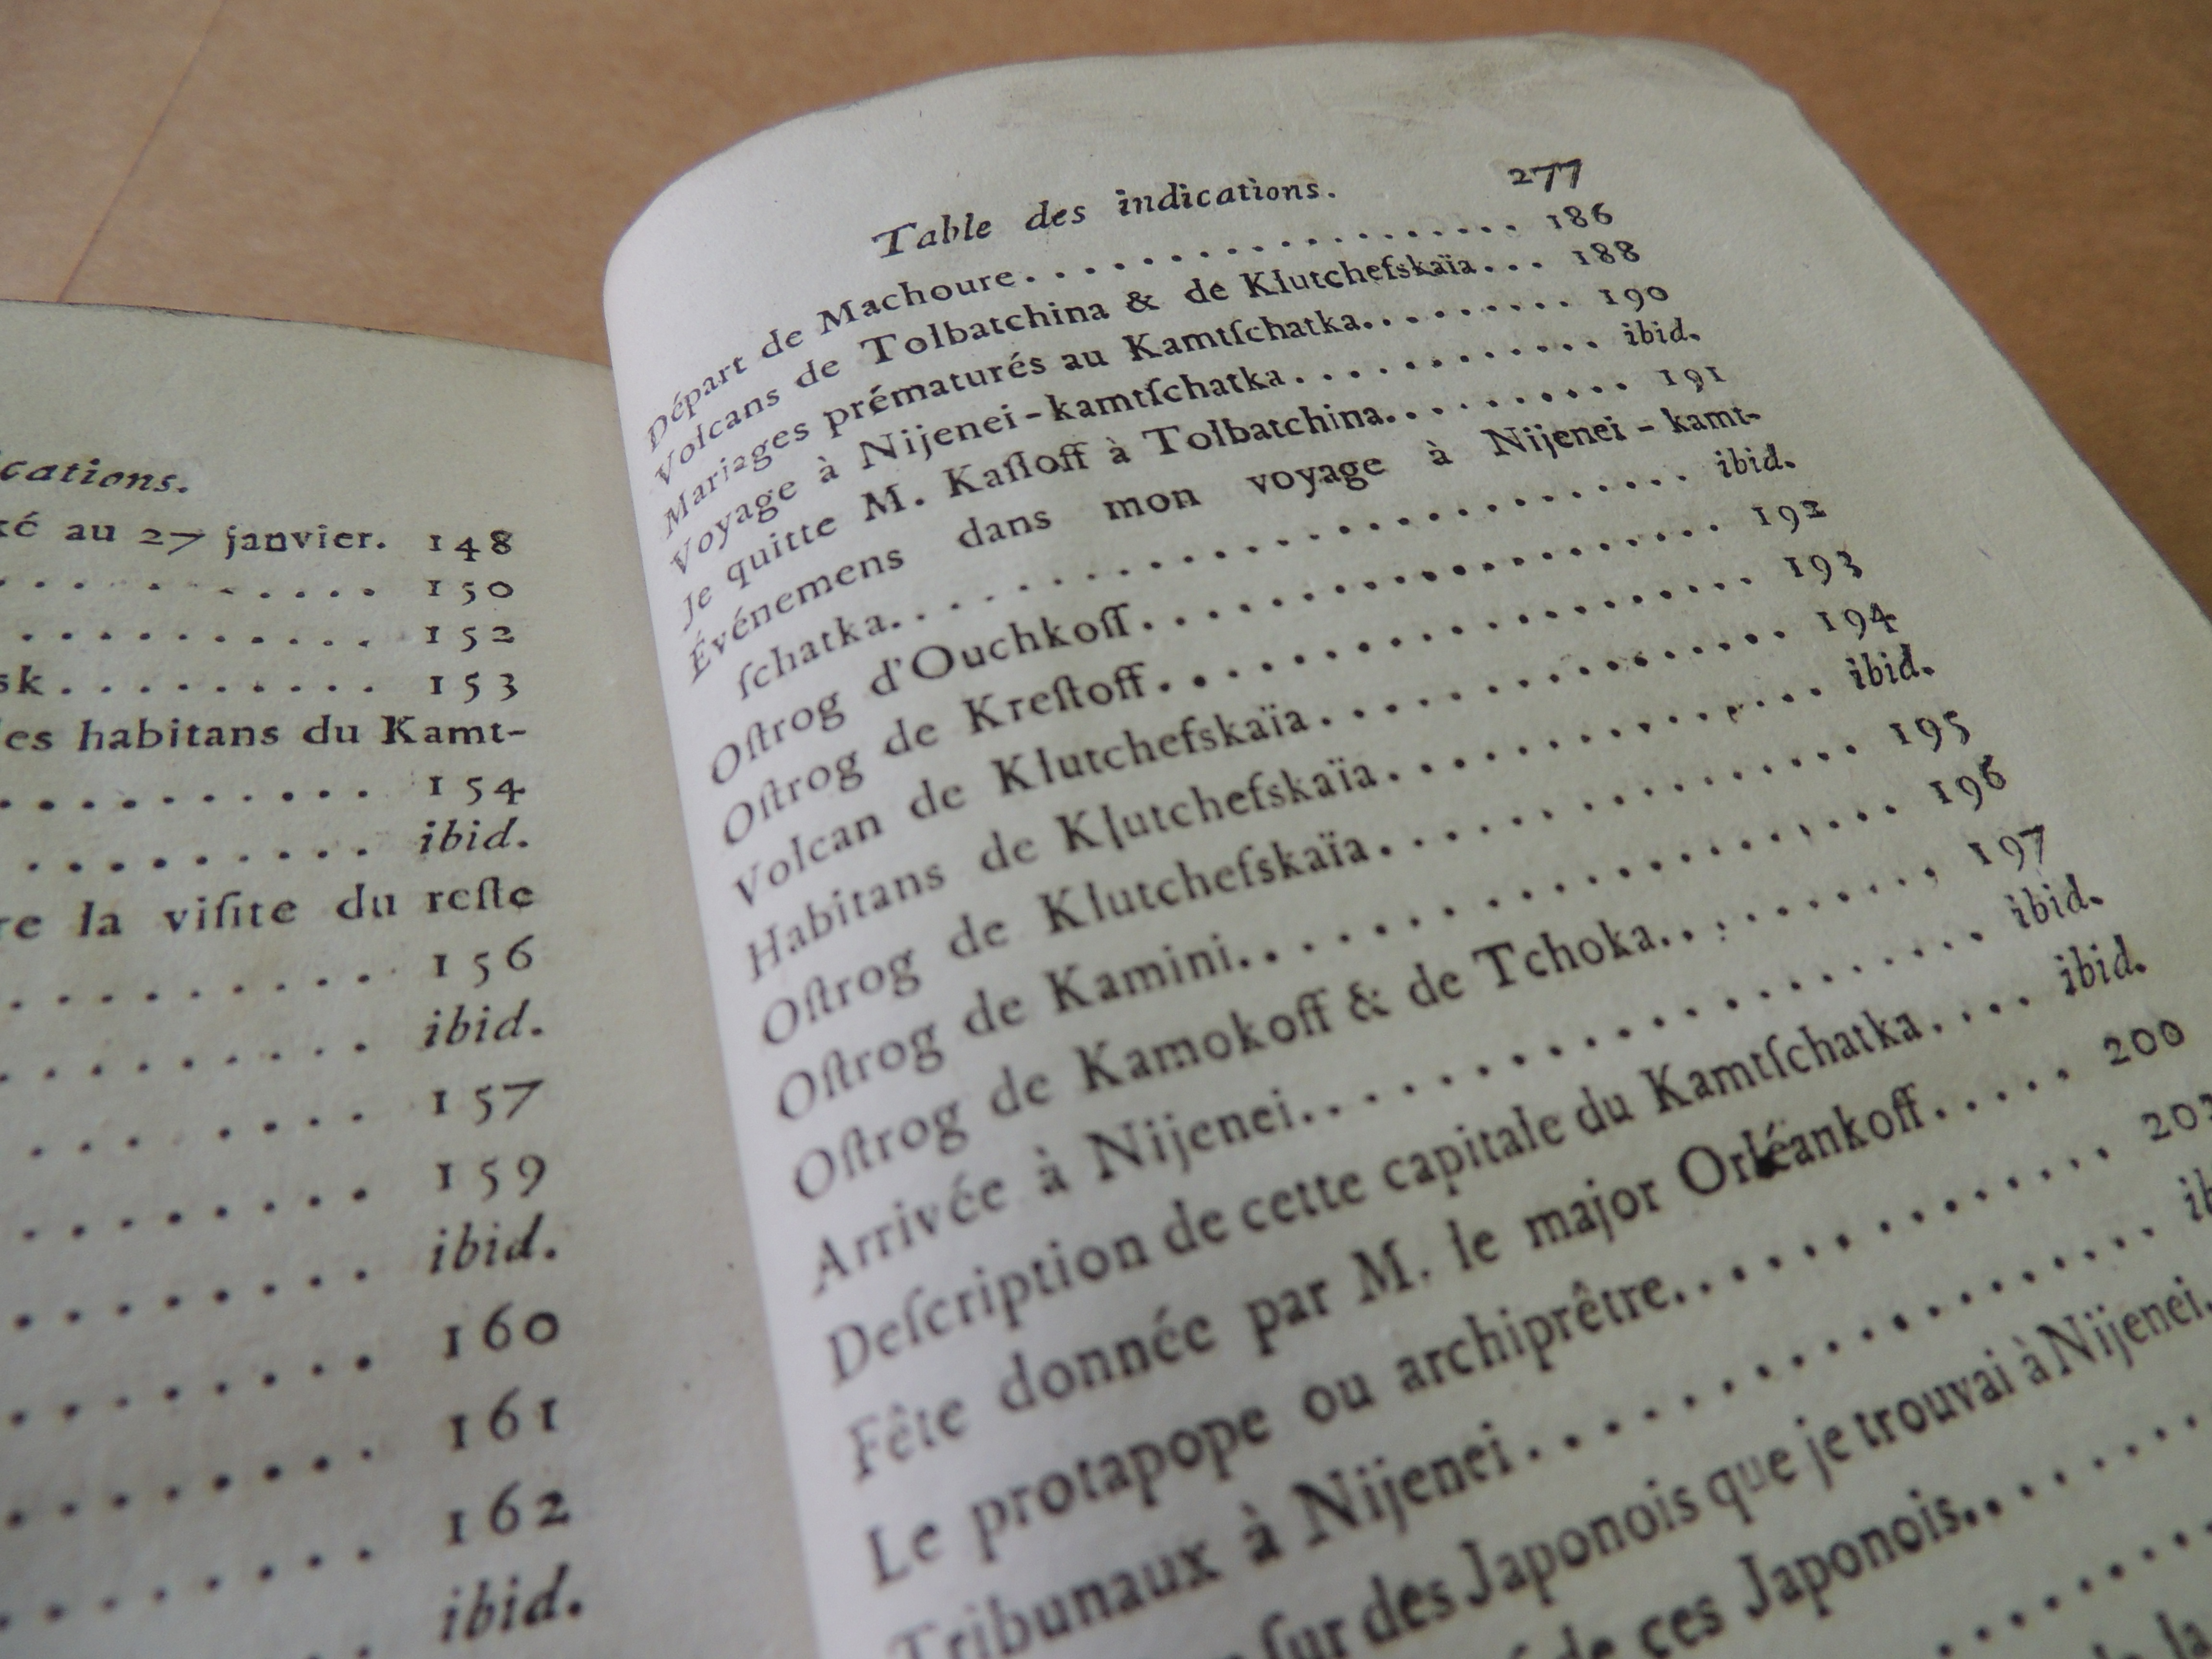 cations.
ké au 27 janvier. 148
. . . . . . . . . . . 150
. . . . . . . . . . . 152
sk. . . . . . . . . . 153
les habitans du Kamt-
. . . . . . . . . . . 154
. . . . . . . . . . ibid.
re la viſite du reſte
. . . . . . . . . . 156
. . . . . . . . . . ibid.
. . . . . . . . . 157
. . . . . . . . . 159
. . . . . . . . . ibid.
. . . . . . . . . 160
. . . . . . . . . 161
. . . . . . . . . 162
ibid.
Table des indications. 277
Départ de Machoure. . . . . . . . . . . . . . . . . . 186
Volcans de Tolbatchina & de Klutchefskaïa. . . 188
Mariages prématurés au Kamtſchatka. . . . . . . . . 190
Voyage à Nijenei-kamtſchatka. . . . . . . . . . . . ibid.
Je quitte M. Kaſloff à Tolbatchina. . . . . . . . . . 191
Événemens dans mon voyage à Nijenei-kamt-
ſchatka. . . . . . . . . . . . . . . . . . . . . . ibid.
Oſtrog d'Ouchkoff. . . . . . . . . . . . . . . . . . 192
Oſtrog de Kreſtoff. . . . . . . . . . . . . . . . . . 193
Volcan de Klutchefskaïa. . . . . . . . . . . . . . . 194
Habitans de Klutchefskaïa. . . . . . . . . . . . . . ibid.
Oſtrog de Klutchefskaïa. . . . . . . . . . . . . . . 195
Oſtrog de Kamini. . . . . . . . . . . . . . . . . . 196
Oſtrog de Kamokoff & de Tchoka. . . . . . . . . 197
Arrivée à Nijenei. . . . . . . . . . . . . . . . . . ibid.
Deſcription de cette capitale du Kamtſchatka. . . . ibid.
Fête donnée par M. le major Orléankoff. . . . . 200
Le protapope ou archiprêtre. . . . . . . . . . . . .
Tribunaux à Nijenei. . . . . . . . . . . . . . . .
ſur des Japonois que je trouvai à Nijenei.
de ces Japonois. . . . . . .